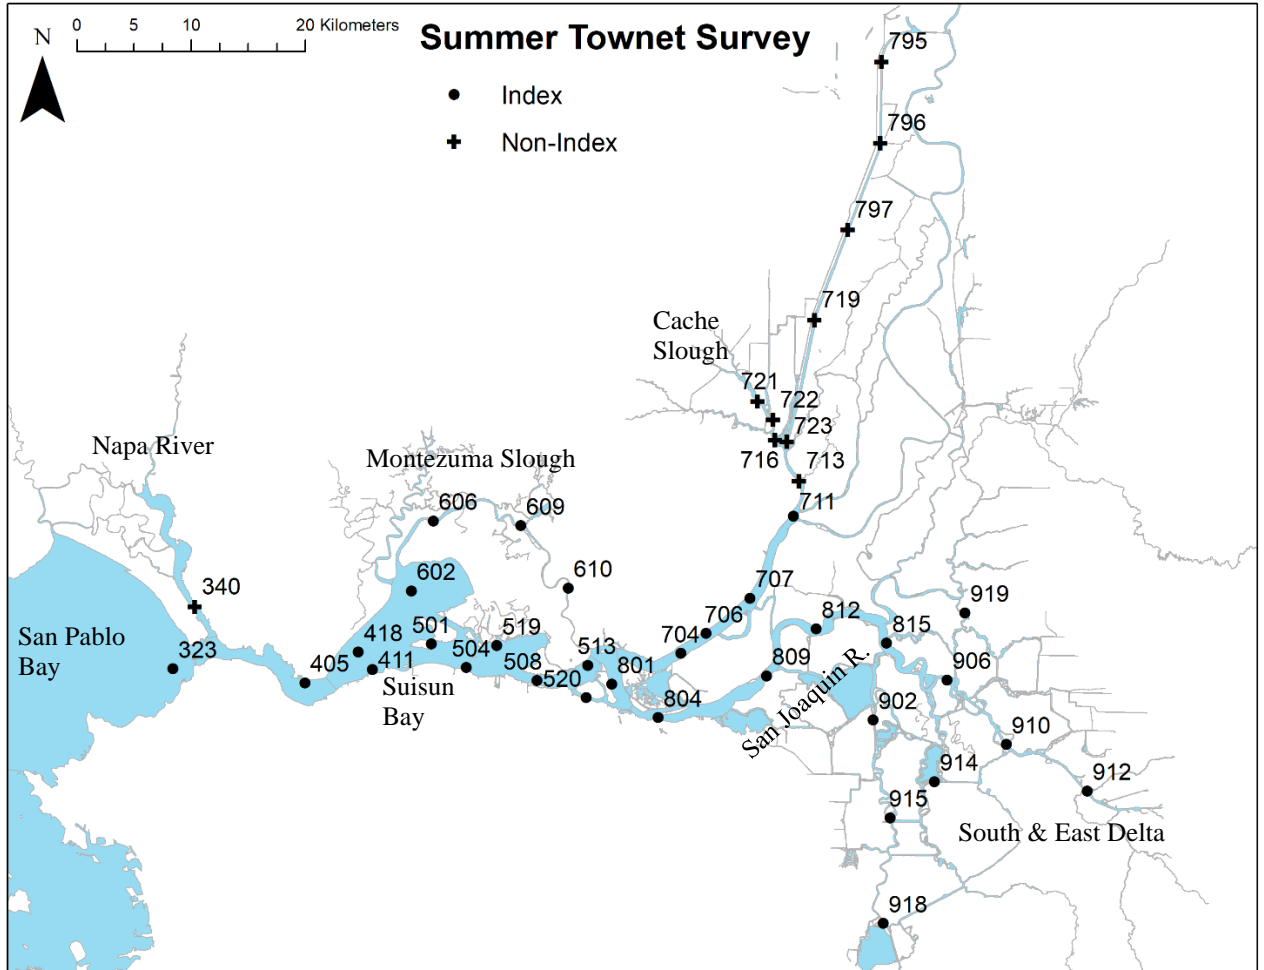 0 5 10 20 Kilometers
N
Summer Townet Survey
Index
Non-Index
795
796
797
719
Cache
Slough
721
722
723
716
713
711
Napa River
Montezuma Slough
606
609
610
602
340
San Pablo
Bay
323
405
418
411
501
519
504
508
520
513
801
Suisun
Bay
704
706
707
804
809
812
815
San Joaquin R.
919
906
902
910
914
912
915
South & East Delta
918